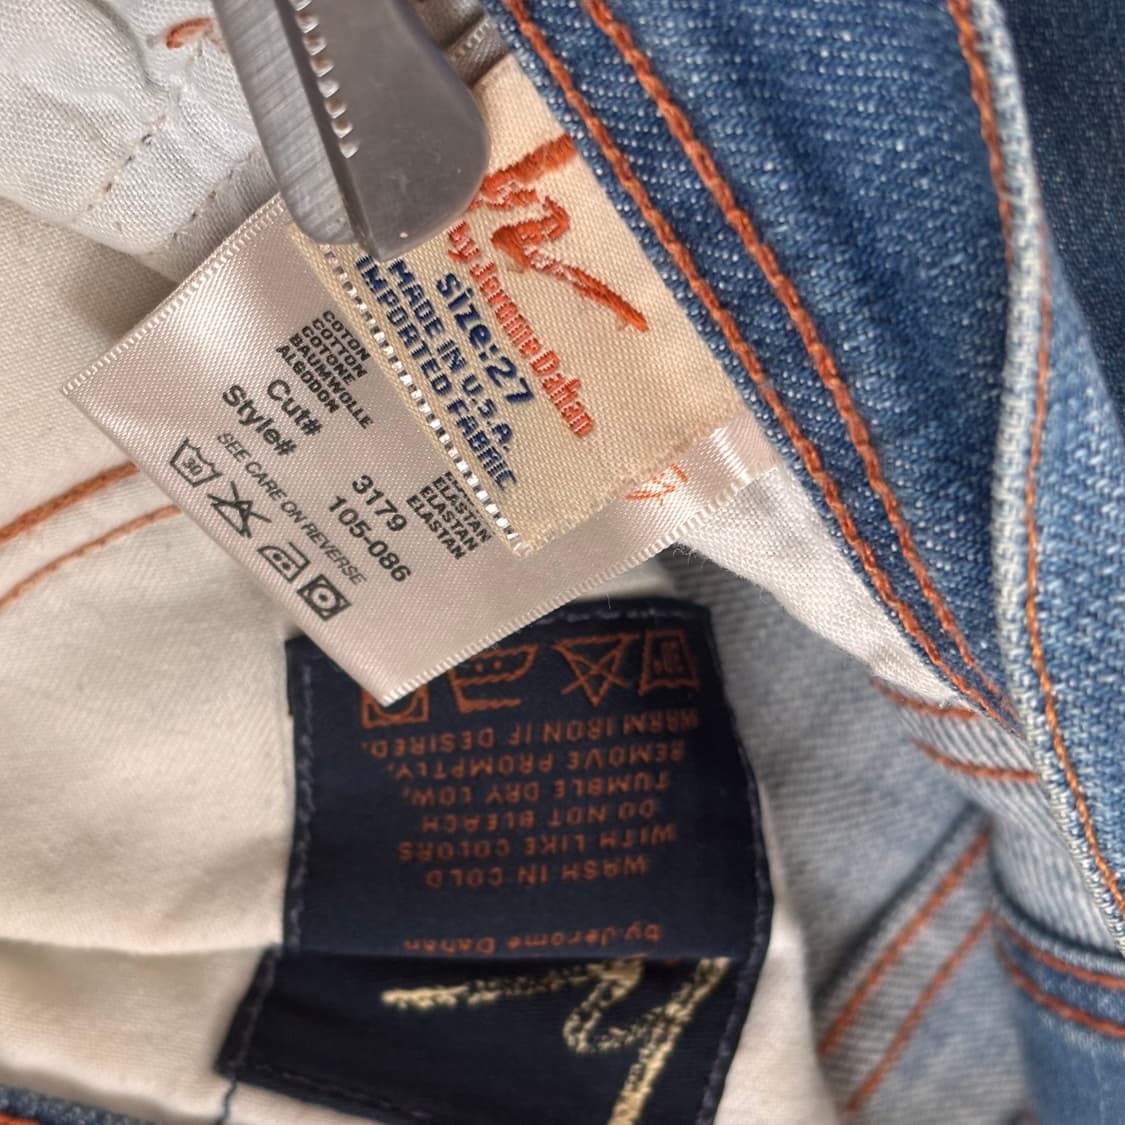 by Jerome Dahan
size:27
MADE IN U.S.A.
IMPORTED FABRIC
COTON
COTTON
COTONE
BAUMWOLLE
ALGODON
ELASTAN
ELASTAN
ELASTAN
ELASTAN
Cut# 3179
Style# 105-086
SEE CARE ON REVERSE
30
by Jerome Dahan
WASH IN COLD
WITH LIKE COLORS
DO NOT BLEACH
TUMBLE DRY LOW,
REMOVE PROMPTLY,
WARM IRON IF DESIRED.